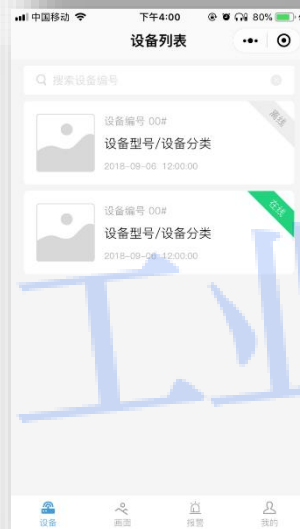 中国移动 下午4:00 80%
设备列表
搜索设备编号
离线
设备编号 00#
设备型号/设备分类
2018-09-06 12:00:00
在线
设备编号 00#
设备型号/设备分类
2018-09-06 12:00:00
工业
设备 画面 报警 我的